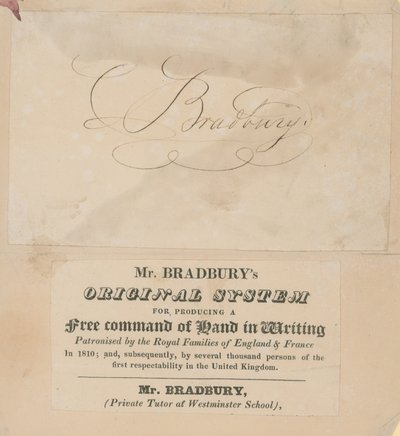 Bradbury.
Mr. BRADBURY's
ORIGINAL SYSTEM
FOR PRODUCING A
Free command of Hand in Writing
Patronised by the Royal Families of England & France
In 1810; and, subsequently, by several thousand persons of the
first respectability in the United Kingdom.
Mr. BRADBURY,
(Private Tutor at Westminster School),